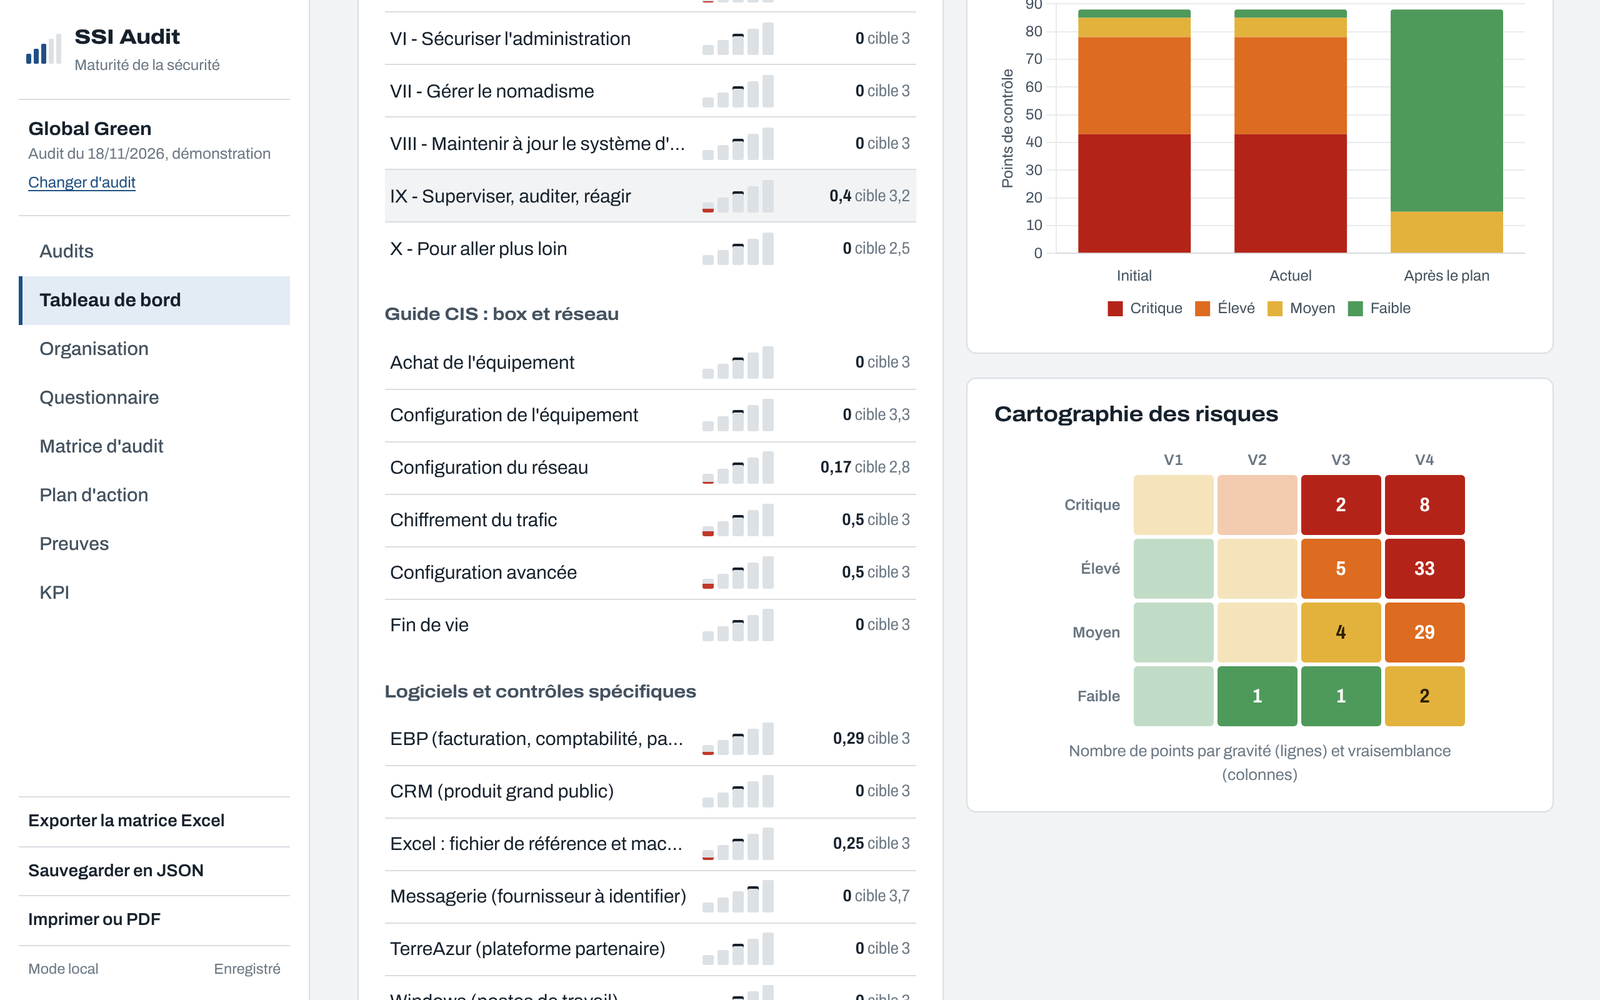 SSI Audit
Maturité de la sécurité
Global Green
Audit du 18/11/2026, démonstration
Changer d'audit
Audits
Tableau de bord
Organisation
Questionnaire
Matrice d'audit
Plan d'action
Preuves
KPI
Exporter la matrice Excel
Sauvegarder en JSON
Imprimer ou PDF
Mode local Enregistré
VI - Sécuriser l'administration 0 cible 3
VII - Gérer le nomadisme 0 cible 3
VIII - Maintenir à jour le système d'... 0 cible 3
IX - Superviser, auditer, réagir 0,4 cible 3,2
X - Pour aller plus loin 0 cible 2,5
Guide CIS : box et réseau
Achat de l'équipement 0 cible 3
Configuration de l'équipement 0 cible 3,3
Configuration du réseau 0,17 cible 2,8
Chiffrement du trafic 0,5 cible 3
Configuration avancée 0,5 cible 3
Fin de vie 0 cible 3
Logiciels et contrôles spécifiques
EBP (facturation, comptabilité, pa... 0,29 cible 3
CRM (produit grand public) 0 cible 3
Excel : fichier de référence et mac... 0,25 cible 3
Messagerie (fournisseur à identifier) 0 cible 3,7
TerreAzur (plateforme partenaire) 0 cible 3
Windows (postes de travail)
Points de contrôle
90
80
70
60
50
40
30
20
10
0
Initial Actuel Après le plan
Critique Élevé Moyen Faible
Cartographie des risques
V1 V2 V3 V4
Critique 2 8
Élevé 5 33
Moyen 4 29
Faible 1 1 2
Nombre de points par gravité (lignes) et vraisemblance
(colonnes)